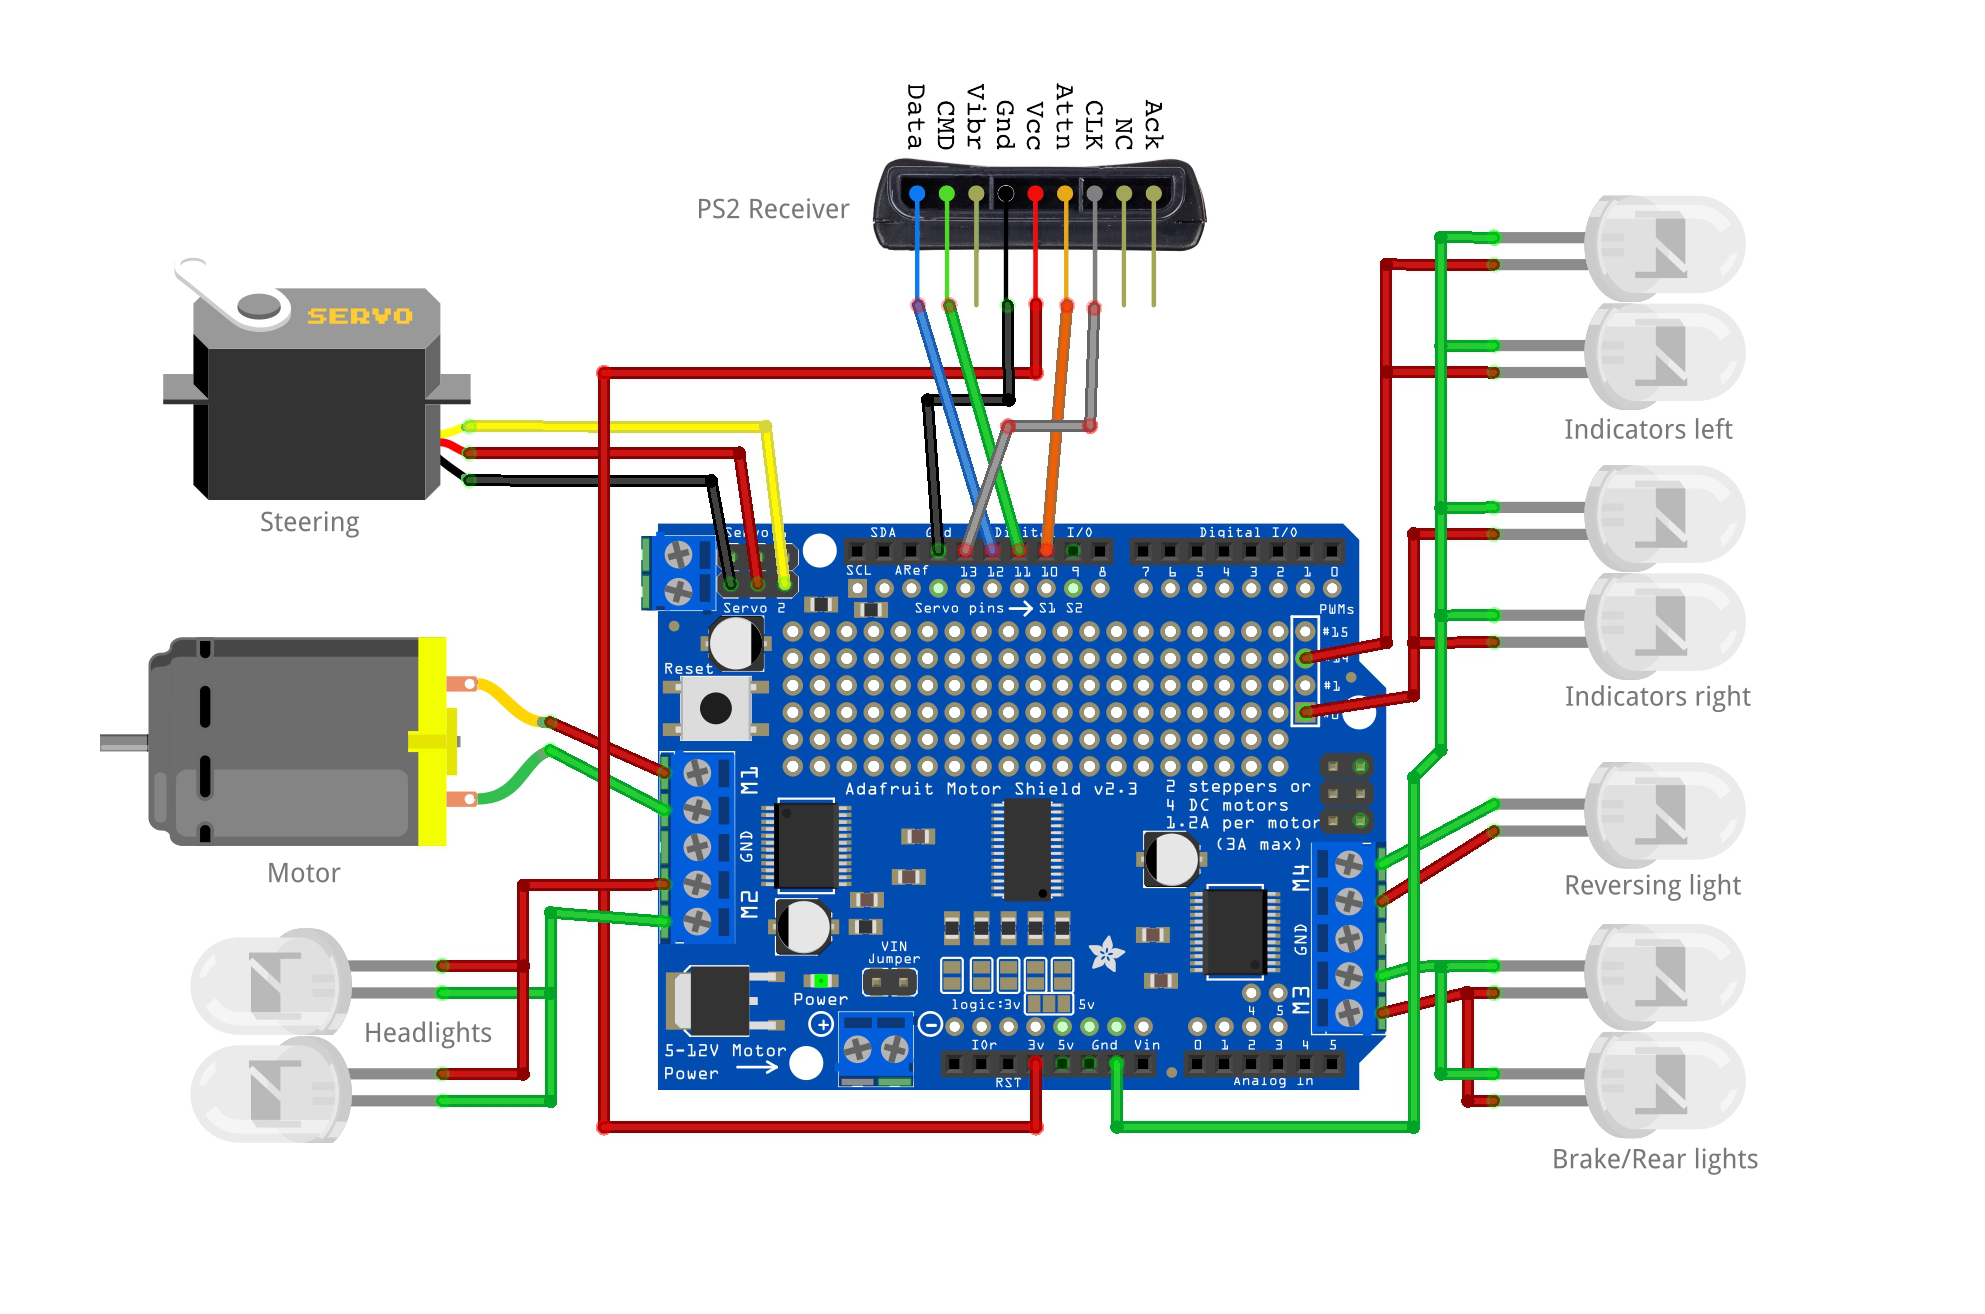 Data
CMD
Vibr
Gnd
Vcc
Attn
CLK
NC
Ack
PS2 Receiver
SERVO
Steering
Indicators left
Indicators right
Reversing light
Brake/Rear lights
Motor
Headlights
SDA
Digital I/O
Digital I/O
SCL
ARef
13 12 11 10 9 8
7 6 5 4 3 2 1 0
Servo 2
Servo pins
S1 S2
PWMs
#15
#1
Reset
M1
GND
M2
Adafruit Motor Shield v2.3
2 steppers or
4 DC motors
1.2A per motor
(3A max)
M4
GND
M3
VIN
Jumper
Power
+
-
logic:3v
5v
4 5
5-12V Motor
Power
IOr
3v
5v
Gnd
Vin
RST
0 1 2 3 4 5
Analog In